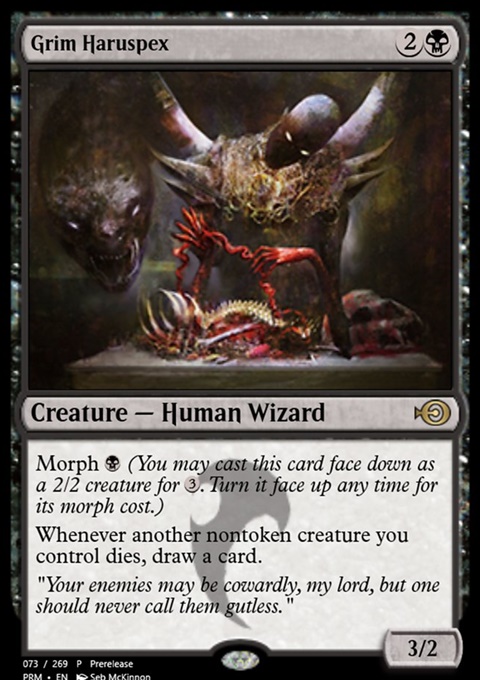 Grim Haruspex 2
Creature — Human Wizard
Morph (You may cast this card face down as
a 2/2 creature for 3. Turn it face up any time for
its morph cost.)
Whenever another nontoken creature you
control dies, draw a card.
"Your enemies may be cowardly, my lord, but one
should never call them gutless."
3/2
073 / 269 P Prerelease
PRM • EN Seb McKinnon